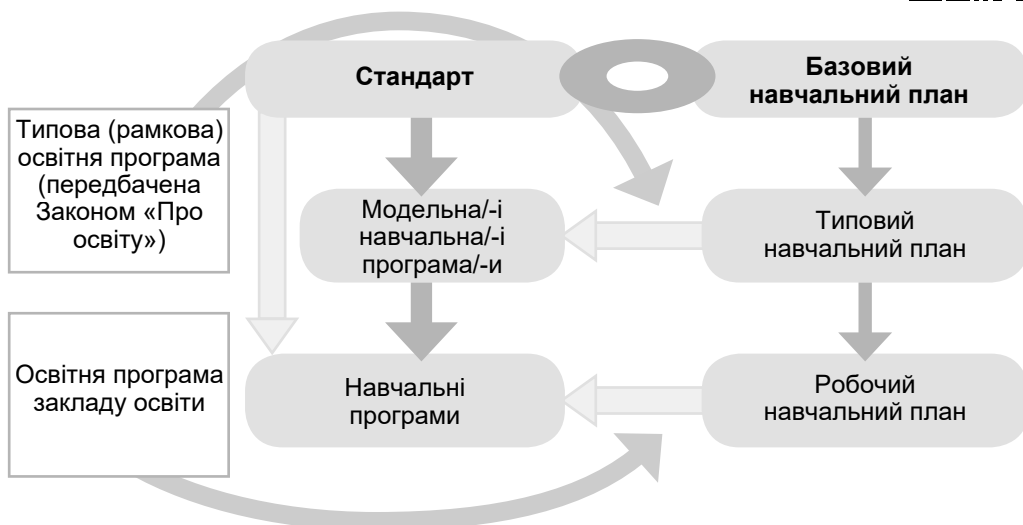 Стандарт
Базовий
навчальний план
Типова (рамкова)
освітня програма
(передбачена
Законом «Про
освіту»)
Модельна/-і
навчальна/-і
програма/-и
Типовий
навчальний план
Освітня програма
закладу освіти
Навчальні
програми
Робочий
навчальний план